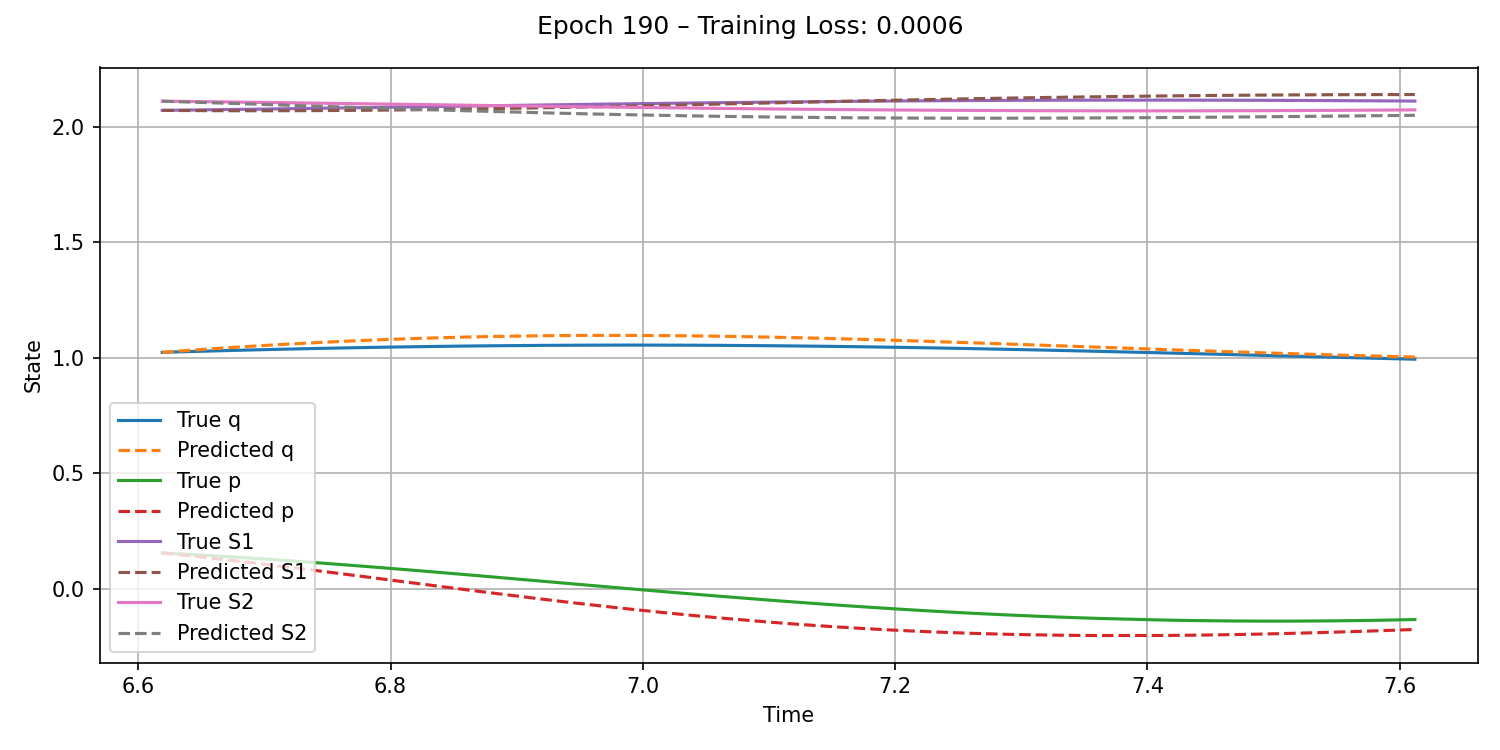 Epoch 190 – Training Loss: 0.0006
2.0
1.5
1.0
0.5
0.0
State
True q
Predicted q
True p
Predicted p
True S1
Predicted S1
True S2
Predicted S2
6.6 6.8 7.0 7.2 7.4 7.6
Time